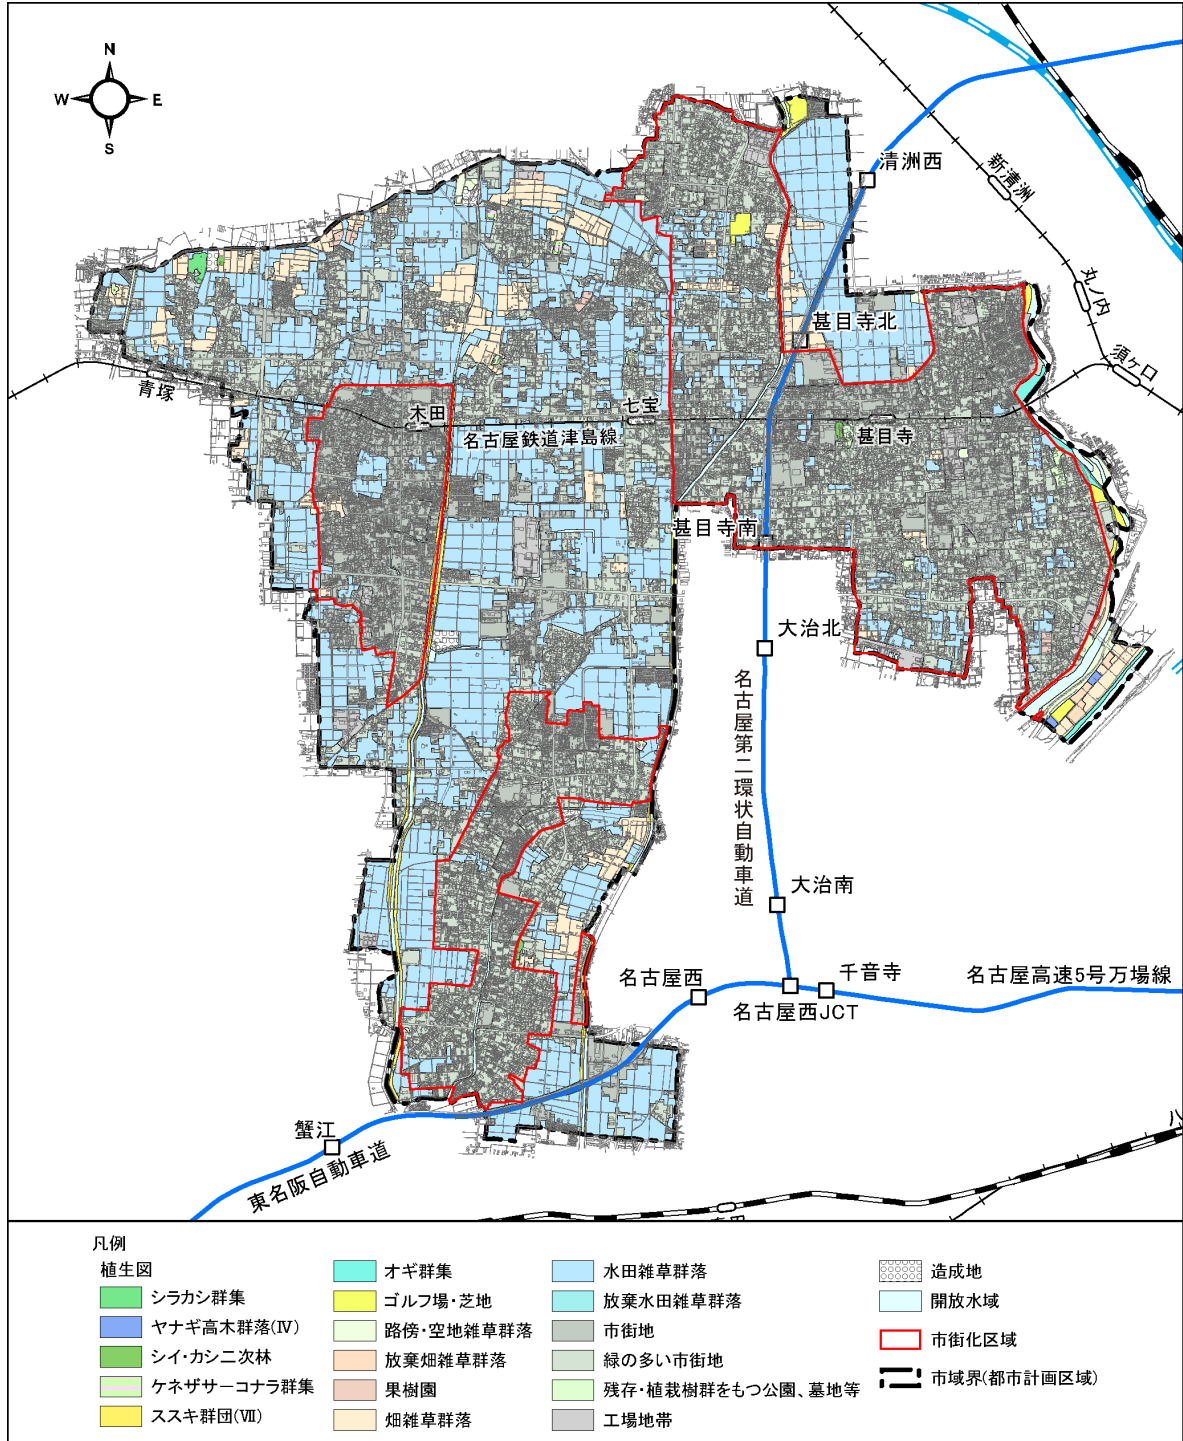 N
W
E
S
清洲西
新清洲
丸ノ内
甚目寺北
須ケ口
青塚
木田
七宝
名古屋鉄道津島線
甚目寺
甚目寺南
大治北
名古屋第二環状自動車道
大治南
名古屋西
千音寺
名古屋高速5号万場線
名古屋西JCT
蟹江
東名阪自動車道
八
凡例
植生図
シラカシ群集
ヤナギ高木群落(Ⅳ)
シイ・カシ二次林
ケネザサーコナラ群集
ススキ群団(Ⅶ)
オギ群集
ゴルフ場・芝地
路傍・空地雑草群落
放棄畑雑草群落
果樹園
畑雑草群落
水田雑草群落
放棄水田雑草群落
市街地
緑の多い市街地
残存・植栽樹群をもつ公園、墓地等
工場地帯
造成地
開放水域
市街化区域
市域界(都市計画区域)